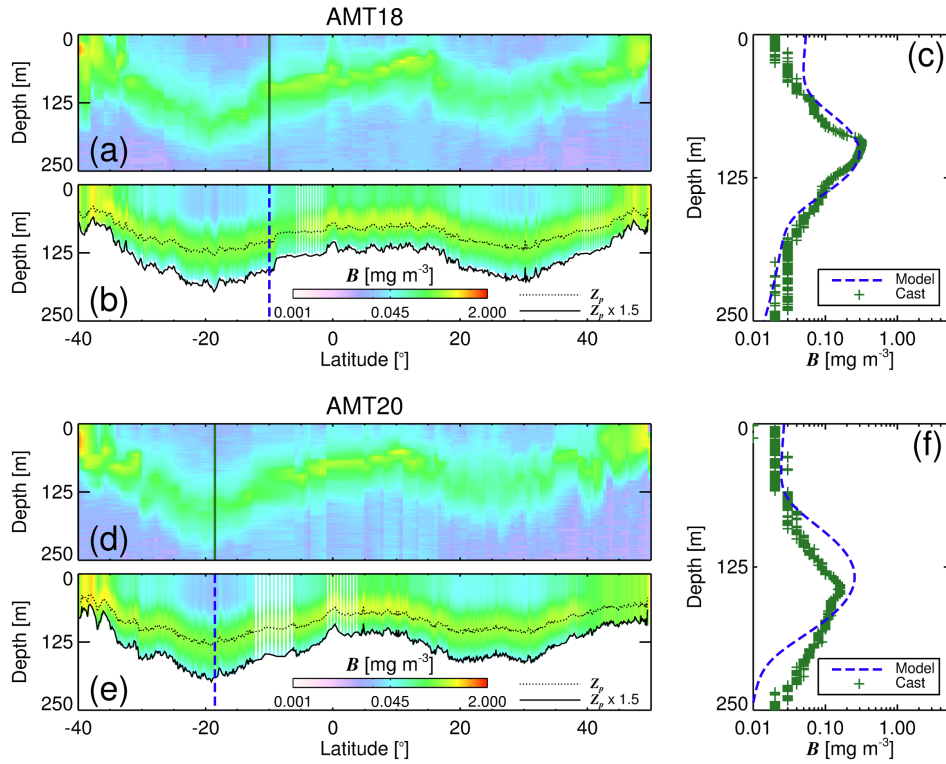 AMT18
0
Depth [m]
125
250
(a)
0
Depth [m]
125
250
(b)
B [mg m⁻³]
0.001 0.045 2.000
Zp
Zp x 1.5
-40 -20 0 20 40
Latitude [°]
(c)
0
Depth [m]
125
250
Model
Cast
0.01 0.10 1.00
B [mg m⁻³]
AMT20
0
Depth [m]
125
250
(d)
0
Depth [m]
125
250
(e)
B [mg m⁻³]
0.001 0.045 2.000
Zp
Zp x 1.5
-40 -20 0 20 40
Latitude [°]
(f)
0
Depth [m]
125
250
Model
Cast
0.01 0.10 1.00
B [mg m⁻³]